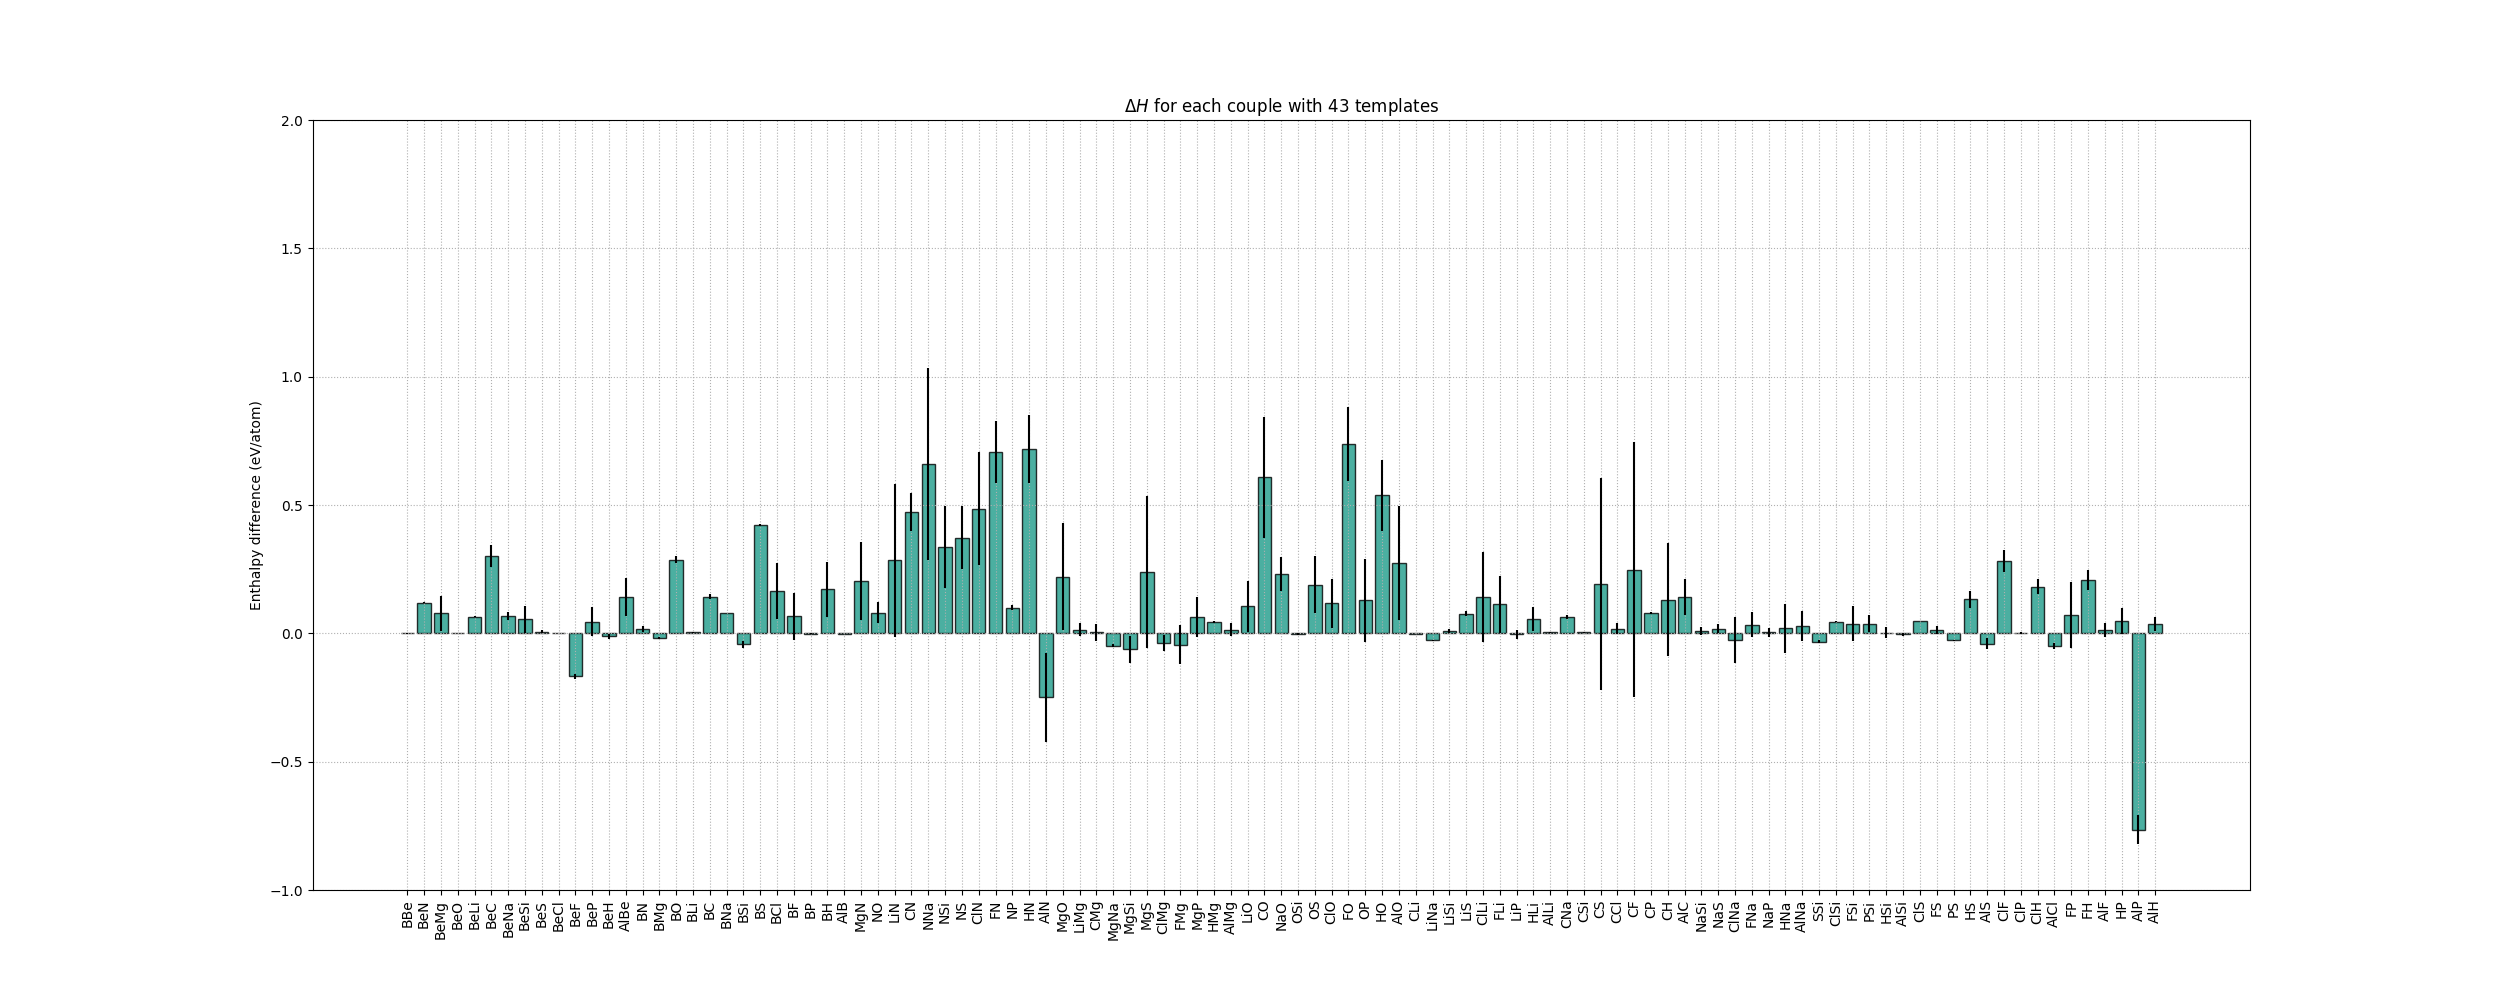 ΔH for each couple with 43 templates
Enthalpy difference (eV/atom)
2.0
1.5
1.0
0.5
0.0
−0.5
−1.0
BBe
BeN
BeMg
BeO
BeLi
BeC
BeNa
BeSi
BeS
BeCl
BeF
BeP
BeH
AlBe
BN
BMg
BO
BLi
BC
BNa
BSi
BS
BCl
BF
BP
BH
AlB
MgN
NO
LiN
CN
NNa
NSi
NS
ClN
FN
NP
HN
AlN
MgO
LiMg
CMg
MgNa
MgSi
MgS
ClMg
FMg
MgP
HMg
AlMg
LiO
CO
NaO
OSi
OS
ClO
FO
OP
HO
AlO
CLi
LiNa
LiSi
LiS
ClLi
FLi
LiP
HLi
AlLi
CNa
CSi
CS
CCl
CF
CP
CH
AlC
NaSi
NaS
ClNa
FNa
NaP
HNa
AlNa
SSi
ClSi
FSi
PSi
HSi
AlSi
ClS
FS
PS
HS
AlS
ClF
ClP
ClH
AlCl
FP
FH
AlF
HP
AlP
AlH